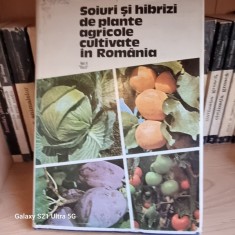 Soiuri și hibrizi
de plante
agricole
cultivate
în România
Galaxy S21 Ultra 5G